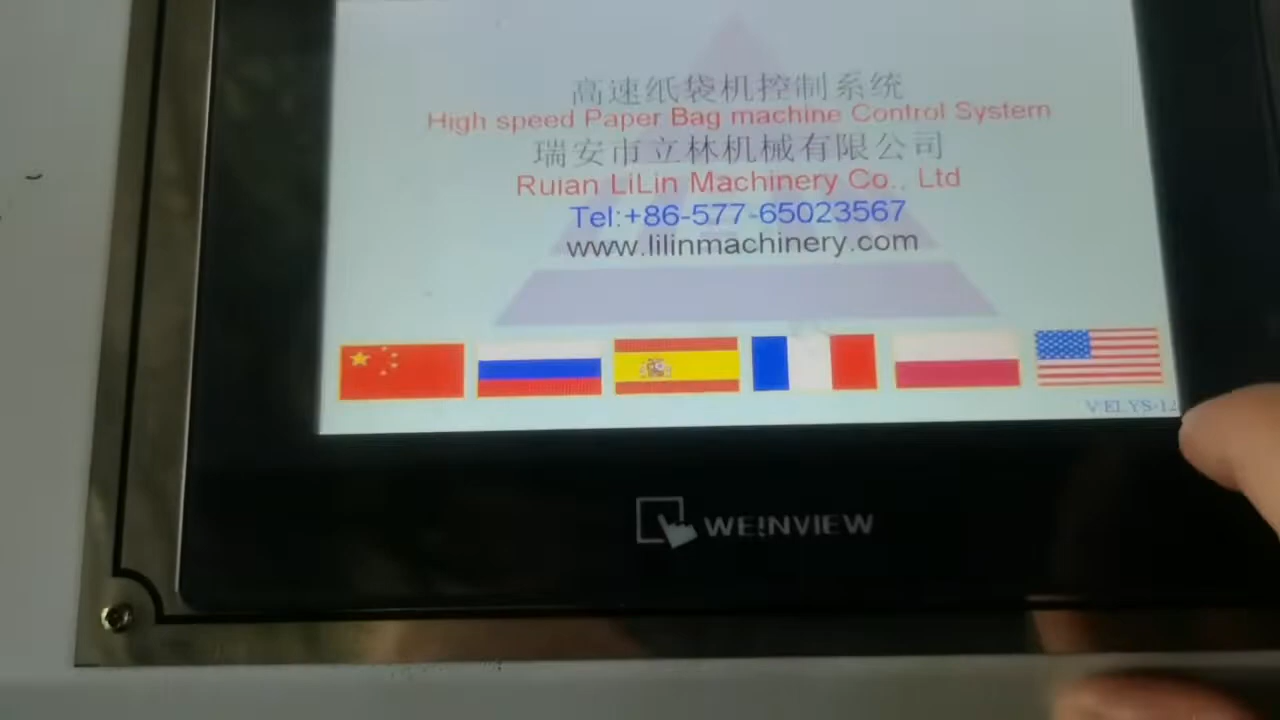 高速纸袋机控制系统
High speed Paper Bag machine Control System
瑞安市立林机械有限公司
Ruian LiLin Machinery Co., Ltd
Tel:+86-577-65023567
www.lilinmachinery.com
WEINVIEW